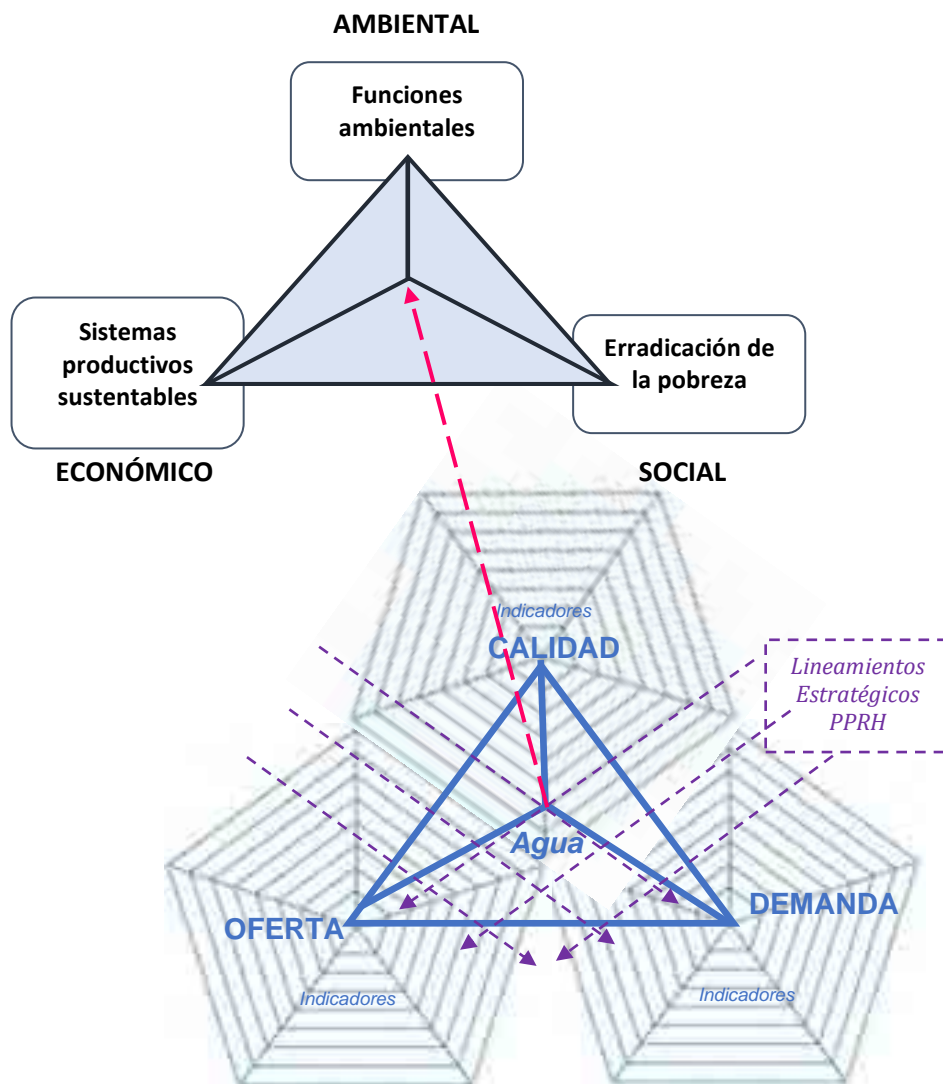 AMBIENTAL
Funciones
ambientales
Sistemas
productivos
sustentables
Erradicación de
la pobreza
ECONÓMICO
SOCIAL
Indicadores
CALIDAD
Lineamientos
Estratégicos
PPRH
Agua
OFERTA
DEMANDA
Indicadores
Indicadores